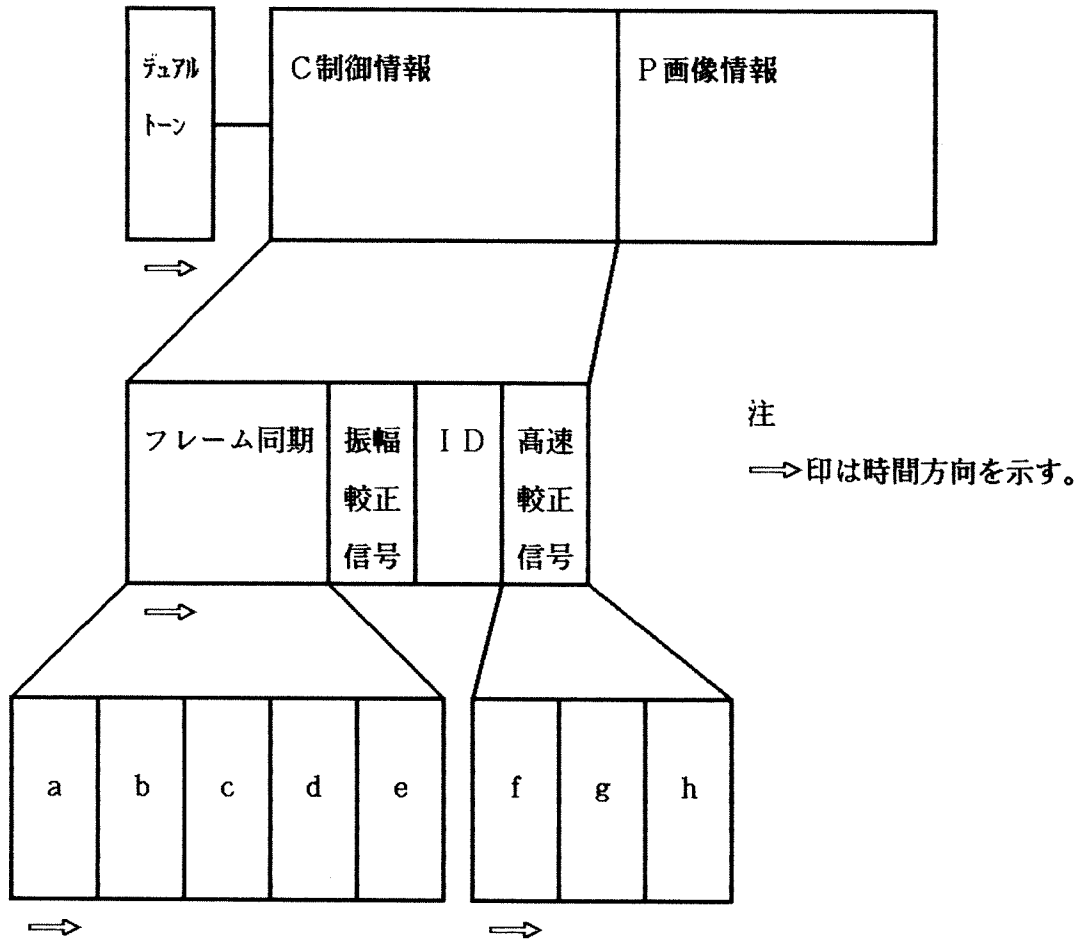 デュアル
トーン
C制御情報
P画像情報
フレーム同期
振幅
較正
信号
ID
高速
較正
信号
注
⇒印は時間方向を示す。
a
b
c
d
e
f
g
h